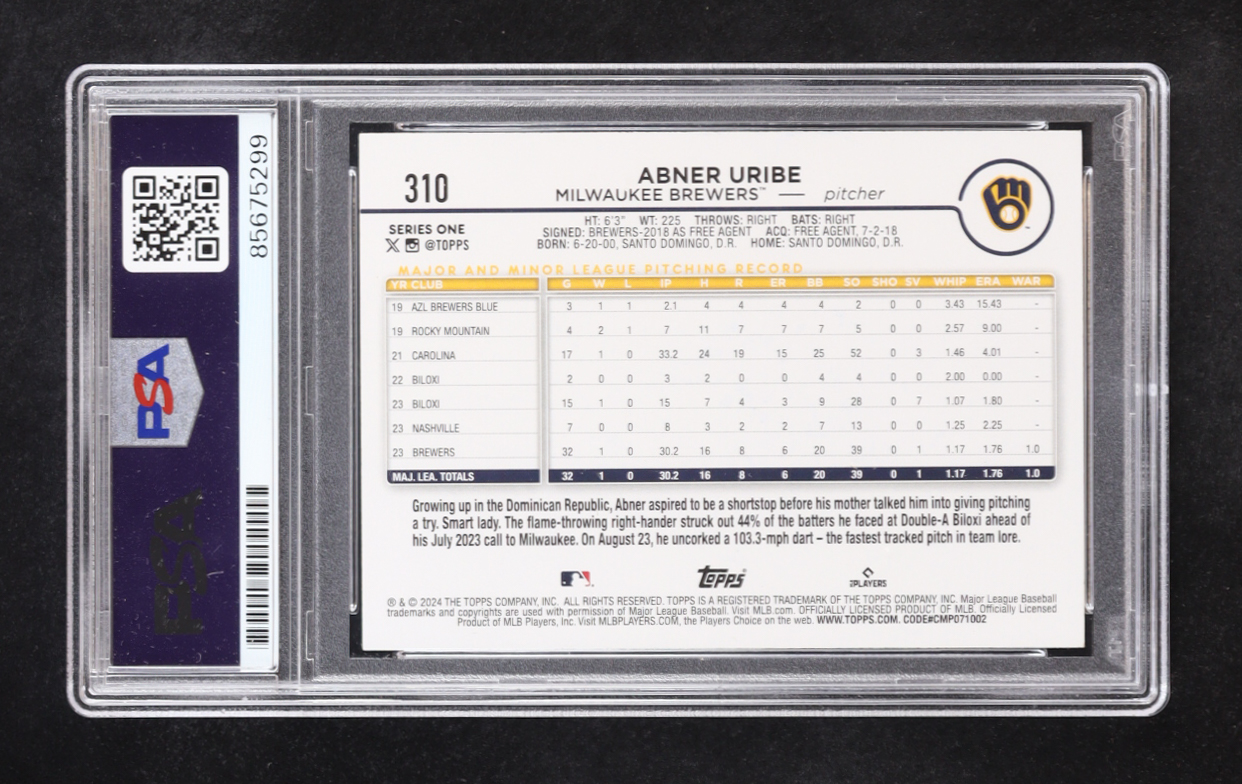 PSA
PSA
85675299
310
ABNER URIBE
MILWAUKEE BREWERS™ — pitcher
SERIES ONE
@TOPPS
HT: 6'3" WT: 225 THROWS: RIGHT BATS: RIGHT
SIGNED: BREWERS-2018 AS FREE AGENT ACQ: FREE AGENT, 7-2-18
BORN: 6-20-00, SANTO DOMINGO, D.R. HOME: SANTO DOMINGO, D.R.
MAJOR AND MINOR LEAGUE PITCHING RECORD
YR CLUB G W L IP H R ER BB SO SHO SV WHIP ERA WAR
19 AZL BREWERS BLUE 3 1 1 2.1 4 4 4 4 2 0 0 3.43 15.43 -
19 ROCKY MOUNTAIN 4 2 1 7 11 7 7 7 5 0 0 2.57 9.00 -
21 CAROLINA 17 1 0 33.2 24 19 15 25 52 0 3 1.46 4.01 -
22 BILOXI 2 0 0 3 2 0 0 4 4 0 0 2.00 0.00 -
23 BILOXI 15 1 0 15 7 4 3 9 28 0 7 1.07 1.80 -
23 NASHVILLE 7 0 0 8 3 2 2 7 13 0 0 1.25 2.25 -
23 BREWERS 32 1 0 30.2 16 8 6 20 39 0 1 1.17 1.76 1.0
MAJ. LEA. TOTALS 32 1 0 30.2 16 8 6 20 39 0 1 1.17 1.76 1.0
Growing up in the Dominican Republic, Abner aspired to be a shortstop before his mother talked him into giving pitching
a try. Smart lady. The flame-throwing right-hander struck out 44% of the batters he faced at Double-A Biloxi ahead of
his July 2023 call to Milwaukee. On August 23, he uncorked a 103.3-mph dart – the fastest tracked pitch in team lore.
Topps
PLAYERS
® & © 2024 THE TOPPS COMPANY, INC. ALL RIGHTS RESERVED. TOPPS IS A REGISTERED TRADEMARK OF THE TOPPS COMPANY, INC. Major League Baseball
trademarks and copyrights are used with permission of Major League Baseball. Visit MLB.com. OFFICIALLY LICENSED PRODUCT OF MLB. Officially Licensed
Product of MLB Players, Inc. Visit MLBPLAYERS.COM, the Players Choice on the web. WWW.TOPPS.COM. CODE#CMP071002